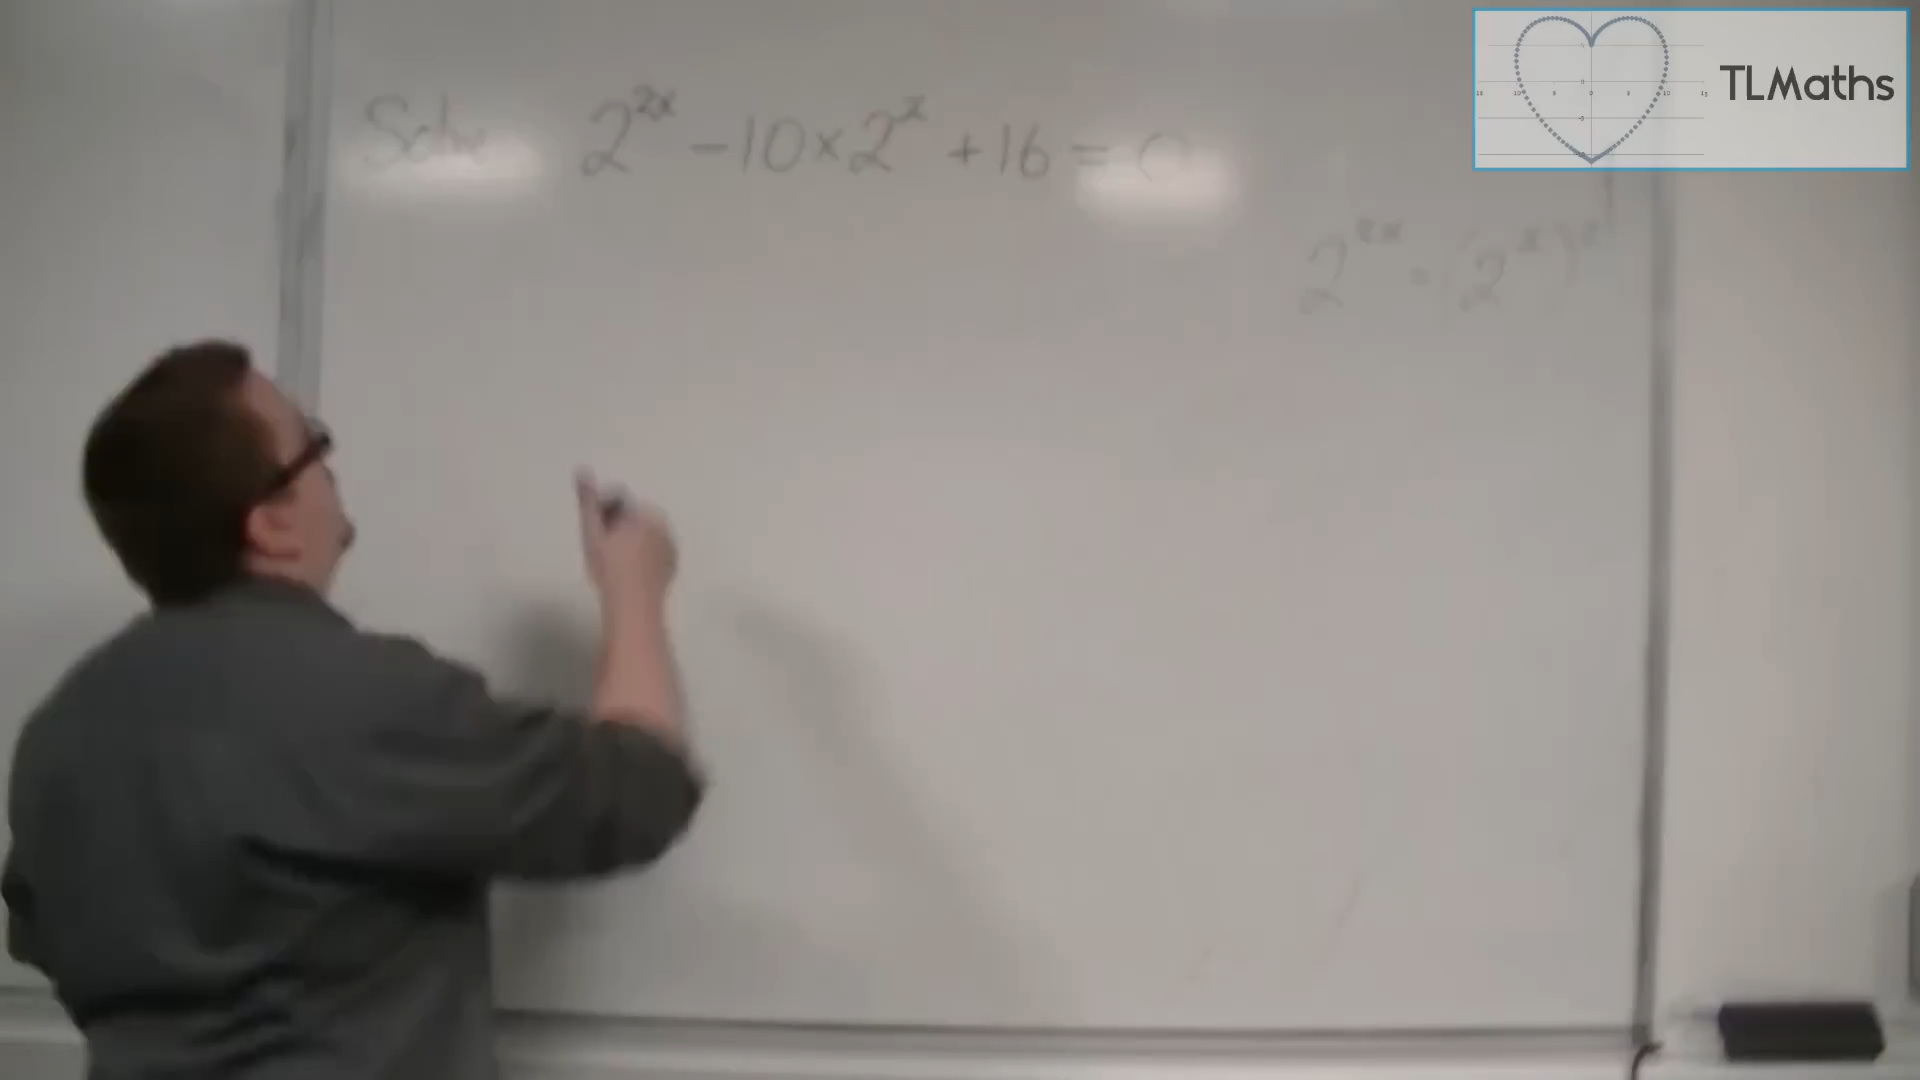 Solve 2^{2x} - 10 × 2^x + 16 = 0
2^{2x} = (2^x)^2
TLMaths